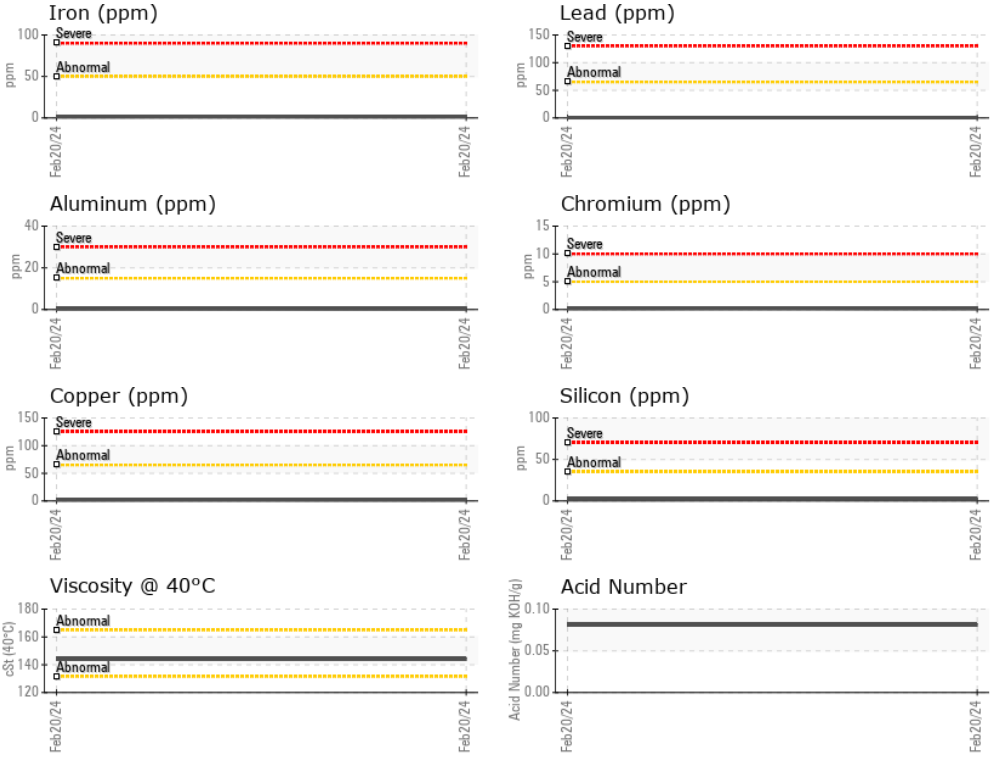 Iron (ppm)
100
50
0
ppm
Severe
Abnormal
Feb20/24
Feb20/24
Lead (ppm)
150
100
50
0
ppm
Severe
Abnormal
Feb20/24
Feb20/24
Aluminum (ppm)
40
20
0
ppm
Severe
Abnormal
Feb20/24
Feb20/24
Chromium (ppm)
15
10
5
0
ppm
Severe
Abnormal
Feb20/24
Feb20/24
Copper (ppm)
150
100
50
0
ppm
Severe
Abnormal
Feb20/24
Feb20/24
Silicon (ppm)
100
50
0
ppm
Severe
Abnormal
Feb20/24
Feb20/24
Viscosity @ 40°C
180
160
140
120
cSt (40°C)
Abnormal
Abnormal
Feb20/24
Feb20/24
Acid Number
0.10
0.05
0.00
Acid Number (mg KOH/g)
Feb20/24
Feb20/24